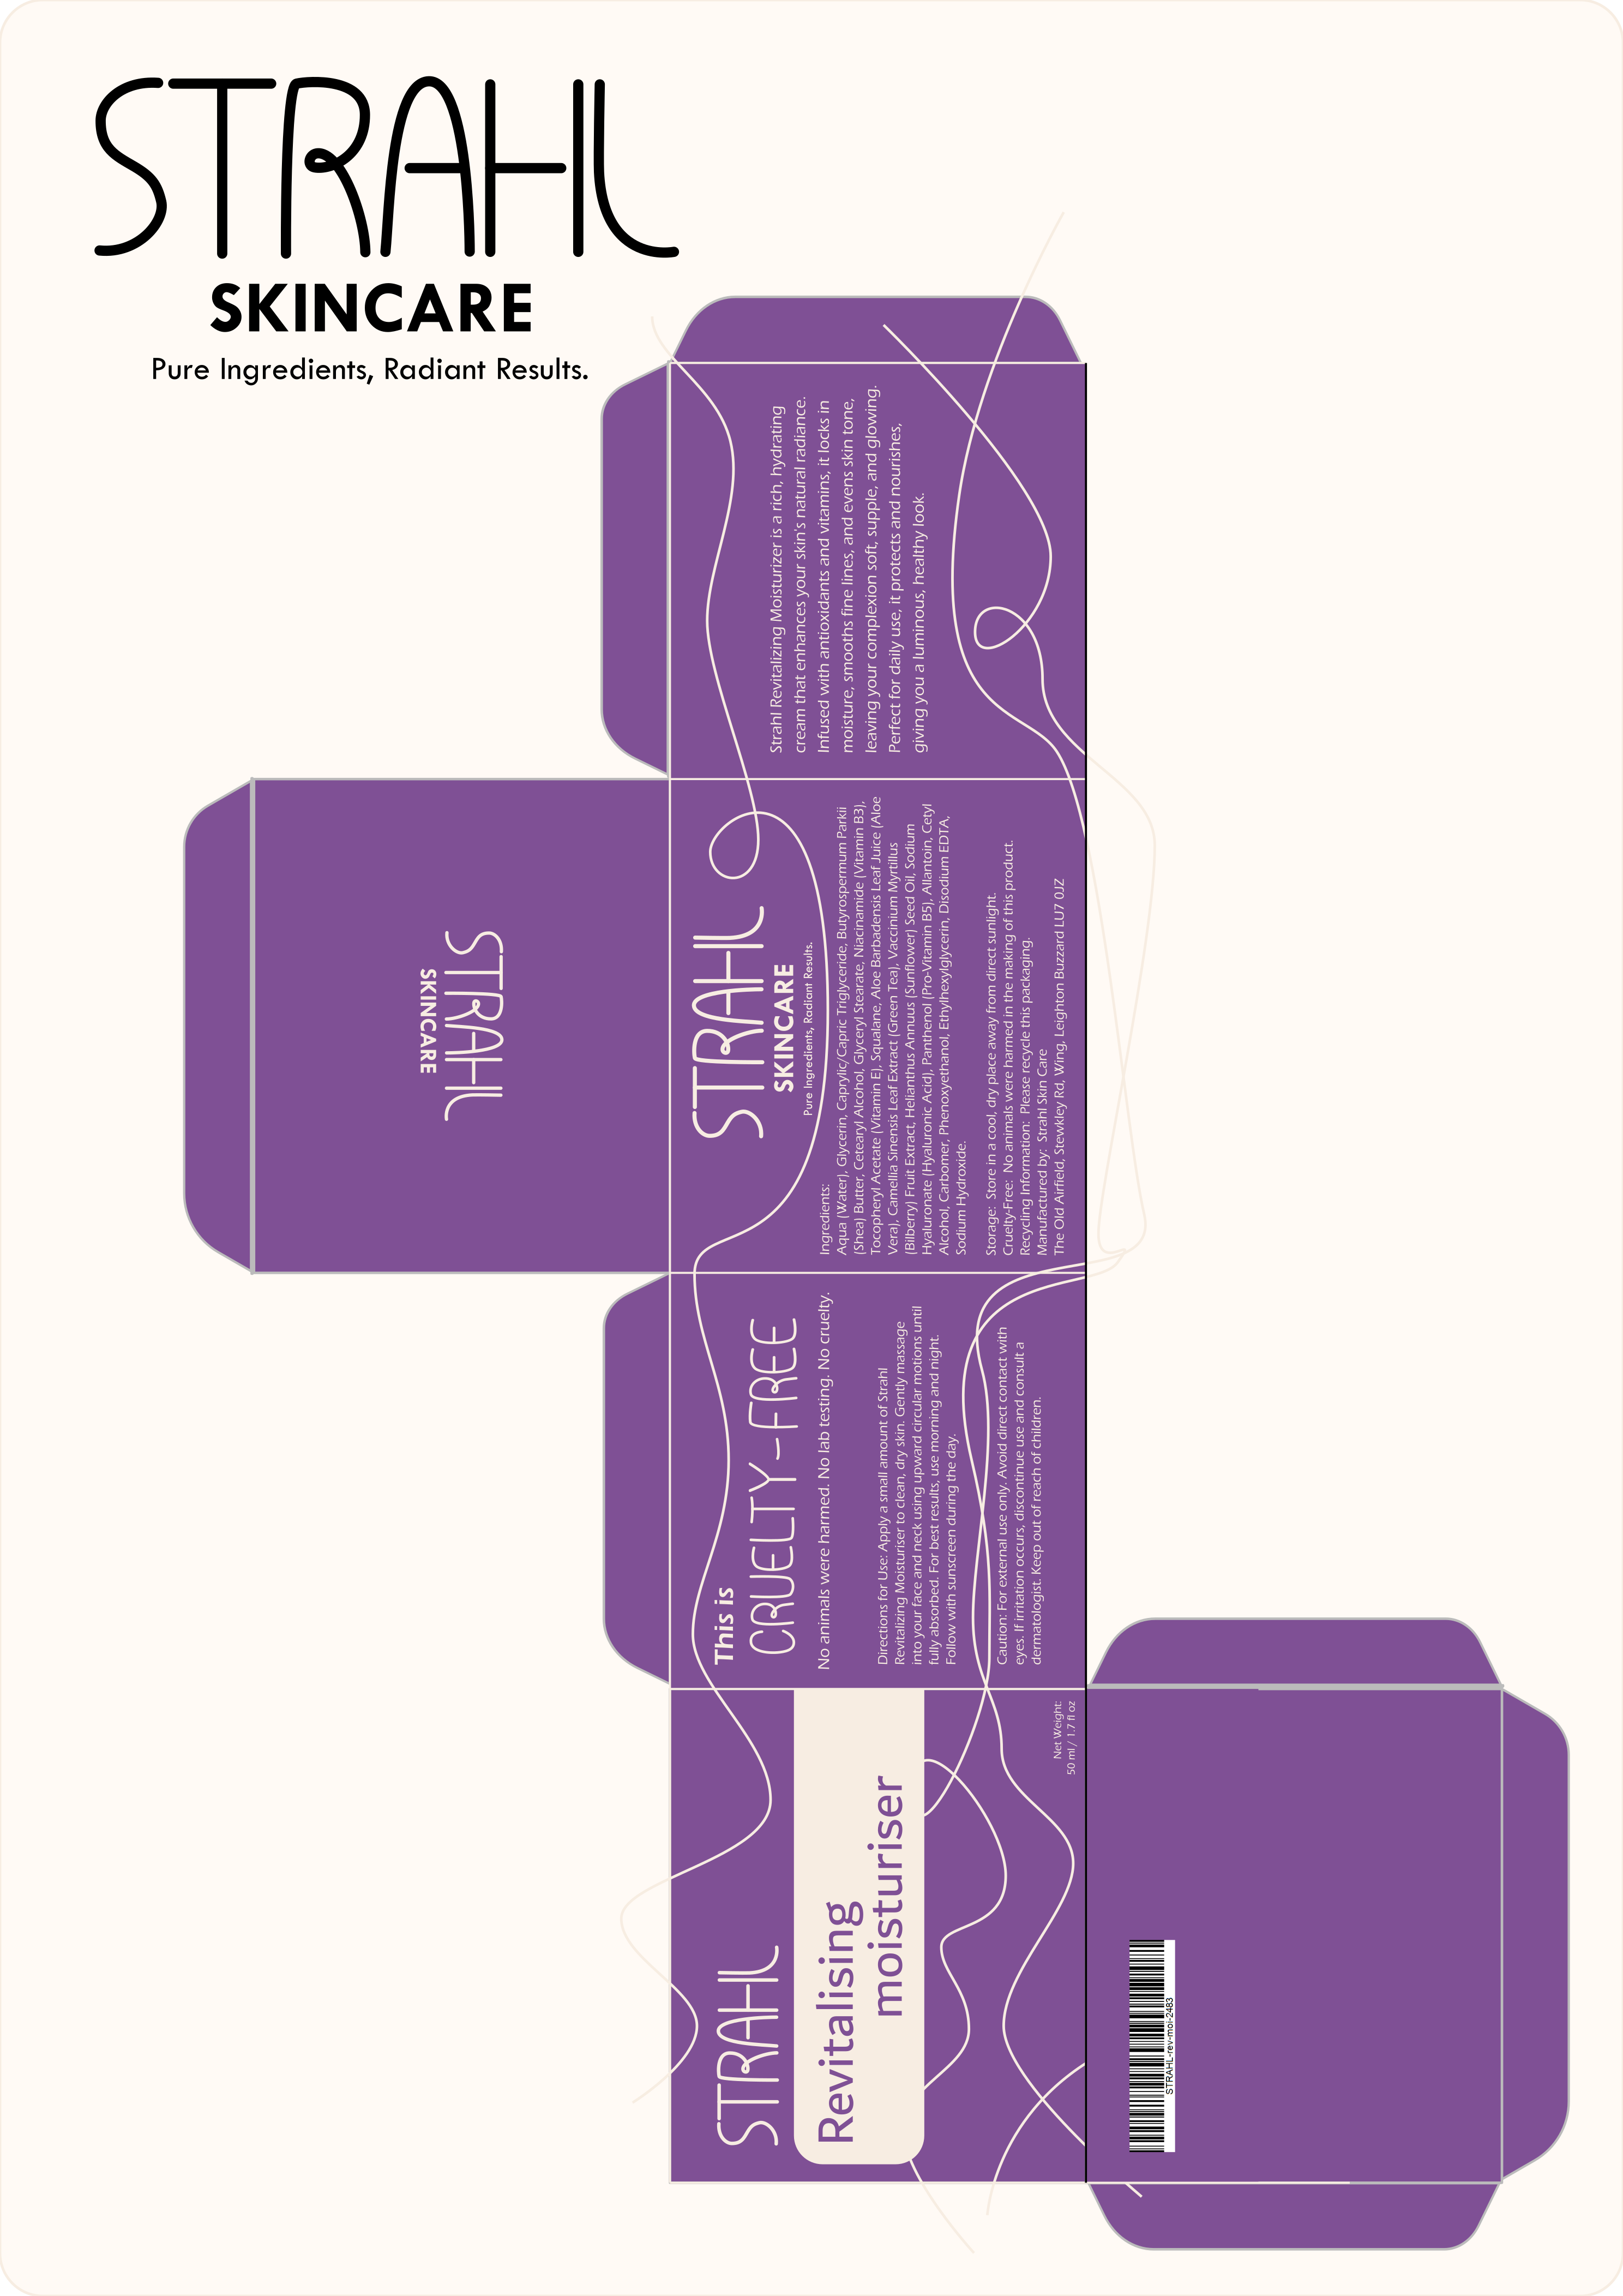 STRAHL
SKINCARE
Pure Ingredients, Radiant Results.
Strahl Revitalizing Moisturizer is a rich, hydrating
cream that enhances your skin's natural radiance.
Infused with antioxidants and vitamins, it locks in
moisture, smooths fine lines, and evens skin tone,
leaving your complexion soft, supple, and glowing.
Perfect for daily use, it protects and nourishes,
giving you a luminous, healthy look.
STRAHL
SKINCARE
STRAHL
SKINCARE
Pure Ingredients, Radiant Results.
Ingredients:
Aqua (Water), Glycerin, Caprylic/Capric Triglyceride, Butyrospermum Parkii
(Shea) Butter, Cetearyl Alcohol, Glyceryl Stearate, Niacinamide (Vitamin B3),
Tocopheryl Acetate (Vitamin E), Squalane, Aloe Barbadensis Leaf Juice (Aloe
Vera), Camellia Sinensis Leaf Extract (Green Tea), Vaccinium Myrtillus
(Bilberry) Fruit Extract, Helianthus Annuus (Sunflower) Seed Oil, Sodium
Hyaluronate (Hyaluronic Acid), Panthenol (Pro-Vitamin B5), Allantoin, Cetyl
Alcohol, Carbomer, Phenoxyethanol, Ethylhexylglycerin, Disodium EDTA,
Sodium Hydroxide.
Storage: Store in a cool, dry place away from direct sunlight.
Cruelty-Free: No animals were harmed in the making of this product.
Recycling Information: Please recycle this packaging.
Manufactured by: Strahl Skin Care
The Old Airfield, Stewkley Rd, Wing, Leighton Buzzard LU7 0JZ
This is
CRUELTY-FREE
No animals were harmed. No lab testing. No cruelty.
Directions for Use: Apply a small amount of Strahl
Revitalizing Moisturiser to clean, dry skin. Gently massage
into your face and neck using upward circular motions until
fully absorbed. For best results, use morning and night.
Follow with sunscreen during the day.
Caution: For external use only. Avoid direct contact with
eyes. If irritation occurs, discontinue use and consult a
dermatologist. Keep out of reach of children.
STRAHL
Revitalising
moisturiser
Net Weight:
50 ml / 1.7 fl oz
STRAHL-rev-moi-2483